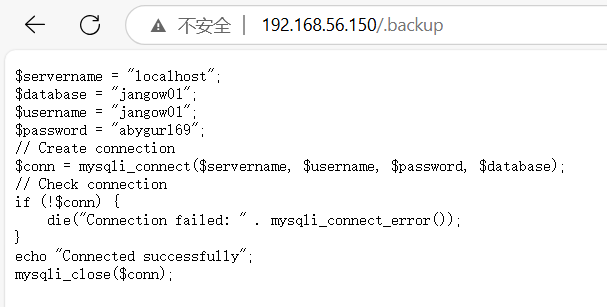 不安全 | 192.168.56.150/.backup
$servername = "localhost";
$database = "jangow01";
$username = "jangow01";
$password = "abygurl69";
// Create connection
$conn = mysqli_connect($servername, $username, $password, $database);
// Check connection
if (!$conn) {
    die("Connection failed: " . mysqli_connect_error());
}
echo "Connected successfully";
mysqli_close($conn);